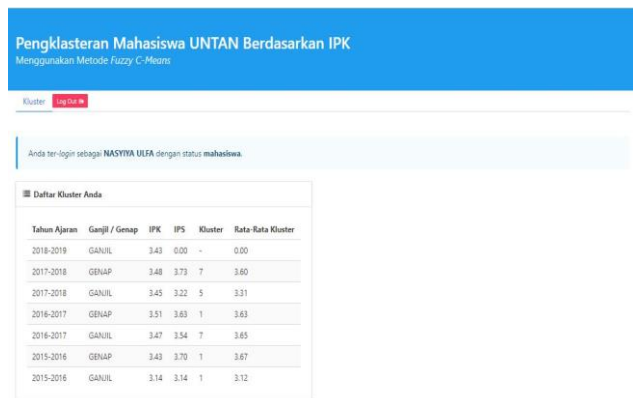 Pengklasteran Mahasiswa UNTAN Berdasarkan IPK
Menggunakan Metode Fuzzy C-Means
Kluster Log Out
Anda ter-login sebagai NASYIYA ULFA dengan status mahasiswa.
Daftar Kluster Anda
Tahun Ajaran Ganjil / Genap IPK IPS Kluster Rata-Rata Kluster
2018-2019 GANJIL 3.43 0.00 - 0.00
2017-2018 GENAP 3.48 3.73 7 3.60
2017-2018 GANJIL 3.45 3.22 5 3.31
2016-2017 GENAP 3.51 3.63 1 3.63
2016-2017 GANJIL 3.47 3.54 7 3.65
2015-2016 GENAP 3.43 3.70 1 3.67
2015-2016 GANJIL 3.14 3.14 1 3.12